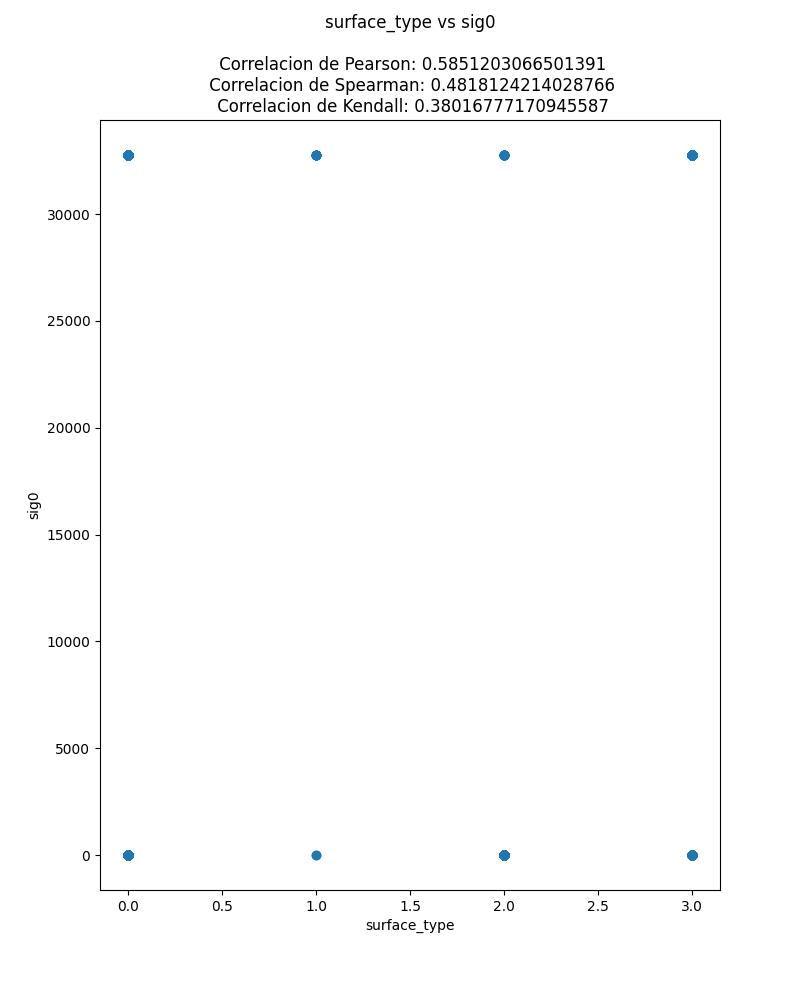 surface_type vs sig0
Correlacion de Pearson: 0.5851203066501391
Correlacion de Spearman: 0.4818124214028766
Correlacion de Kendall: 0.38016777170945587
30000
25000
20000
15000
10000
5000
0
sig0
0.0 0.5 1.0 1.5 2.0 2.5 3.0
surface_type